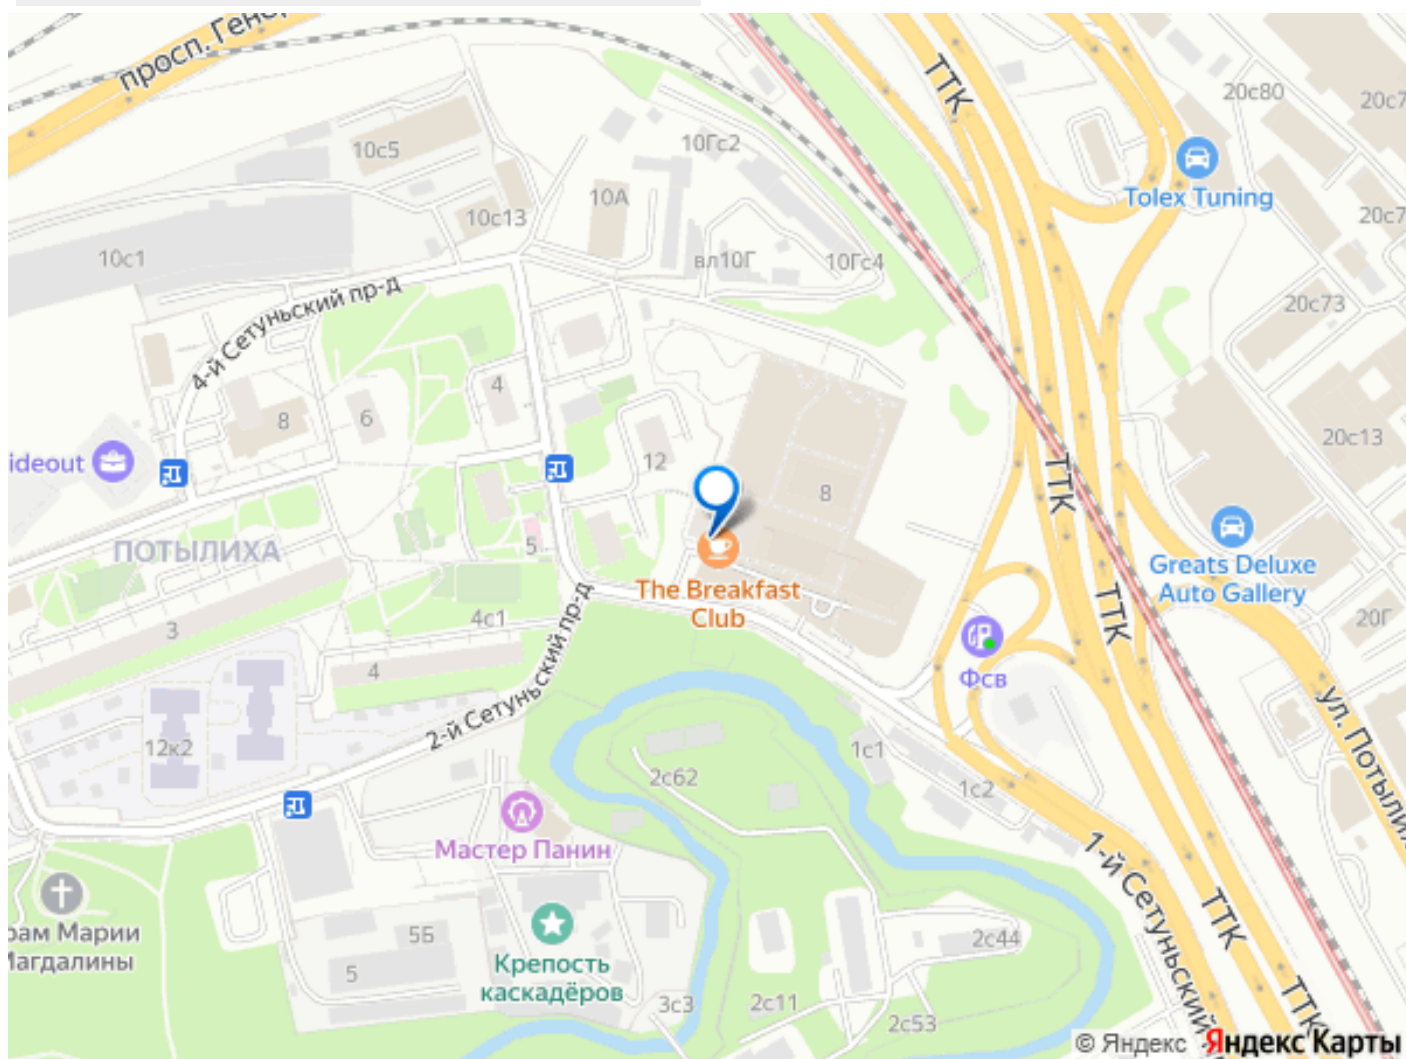 просп. Генер
ТТК
20с80
20с7
10с5
10Гс2
Tolex Tuning
10А
10с13
20с7
10с1
вл10Г
10Гс4
4-й Сетуньский пр-д
20с73
4
8
6
20с13
ideout
12
8
ТТК
ПОТЫЛИХА
5
The Breakfast
Club
Greats Deluxe
Auto Gallery
ТТК
3
4с1
20Г
4
Фсв
2-й Сетуньский пр-д
ул. Потылиха
12к2
1с1
2с62
1с2
Мастер Панин
1-й Сетуньский
рам Марии
Магдалины
5Б
5
Крепость
каскадёров
2с44
ТТК
3с3
2с11
2с53
ТТК
© Яндекс Яндекс Карты